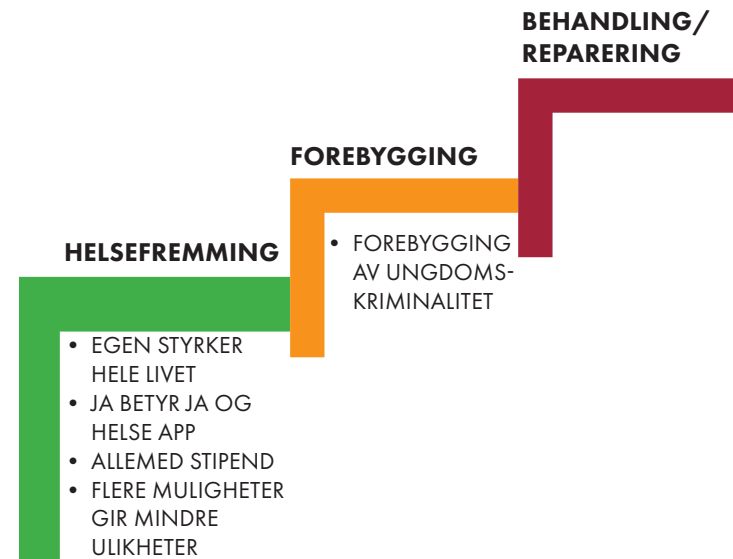 BEHANDLING/
REPARERING
FOREBYGGING
• FOREBYGGING
AV UNGDOMS-
KRIMINALITET
HELSEFREMMING
• EGEN STYRKER
HELE LIVET
• JA BETYR JA OG
HELSE APP
• ALLEMED STIPEND
• FLERE MULIGHETER
GIR MINDRE
ULIKHETER